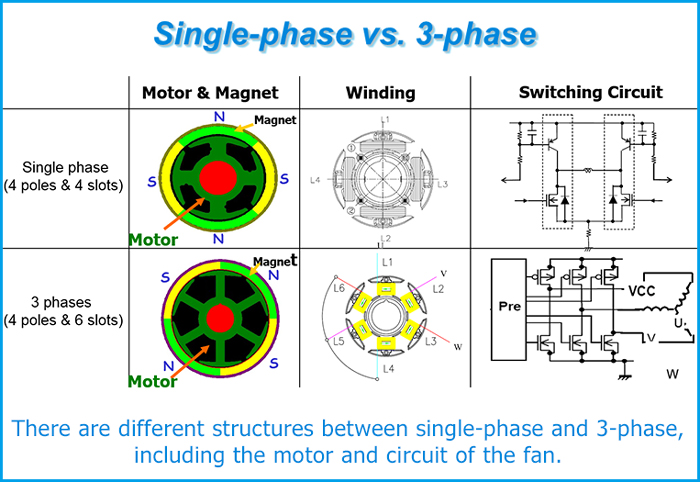 Single-phase vs. 3-phase
Motor & Magnet
Winding
Switching Circuit
Single phase
(4 poles & 4 slots)
N
Magnet
S
S
Motor
N
L1
①
L4
L3
②
L2
3 phases
(4 poles & 6 slots)
S
Magnet
N
N
S
Motor
L1
L6
V
L2
L5
L3
W
L4
Pre
VCC
U
V
W
There are different structures between single-phase and 3-phase,
including the motor and circuit of the fan.